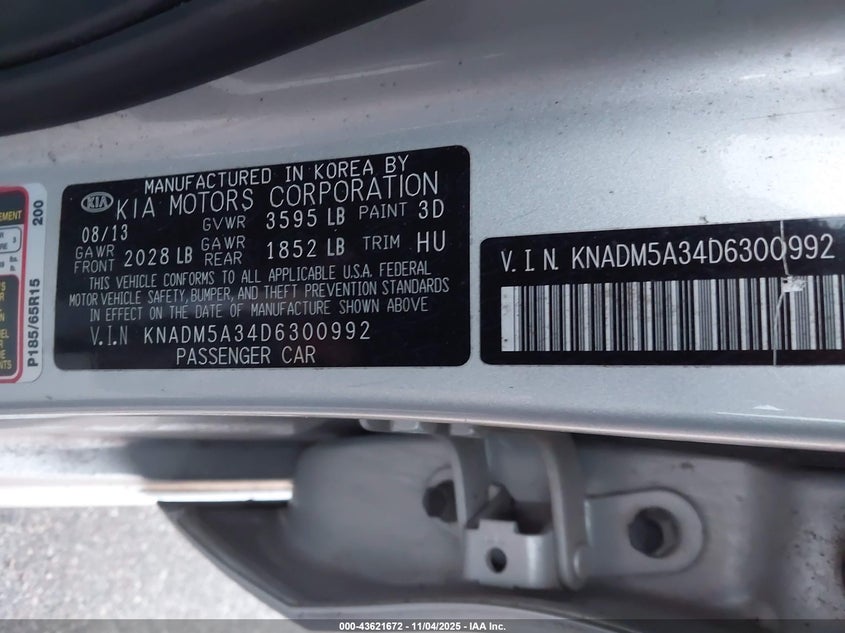 MANUFACTURED IN KOREA BY
KIA KIA MOTORS CORPORATION
08/13 GVWR 3595 LB PAINT 3D
GAWR FRONT 2028 LB GAWR REAR 1852 LB TRIM HU
THIS VEHICLE CONFORMS TO ALL APPLICABLE U.S.A. FEDERAL
MOTOR VEHICLE SAFETY, BUMPER, AND THEFT PREVENTION STANDARDS
IN EFFECT ON THE DATE OF MANUFACTURE SHOWN ABOVE
V.I.N KNADM5A34D6300992
PASSENGER CAR
V.I.N. KNADM5A34D6300992
P185/65R15 200
000-43621672 - 11/04/2025 - IAA Inc.